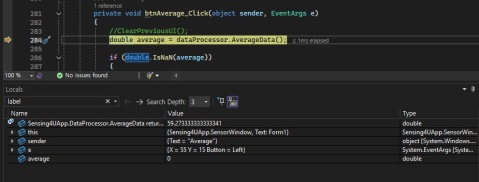 1 reference
281 private void btnAverage_Click(object sender, EventArgs e)
282 {
283 //ClearPreviousUI();
284 double average = dataProcessor.AverageData(); ≤ 1ms elapsed
285
286 if (double.IsNaN(average))
287 {
100 % No issues found
Locals
label Search Depth: 3
Name Value Type
Sensing4UApp.DataProcessor.AverageData retur... 59.273333333333341 double
this {Sensing4UApp.SensorWindow, Text: Form1} Sensing4UApp.SensorWin...
sender {Text = "Average"} object {System.Windows...
e {X = 55 Y = 15 Button = Left} System.EventArgs {Syste...
average 0 double